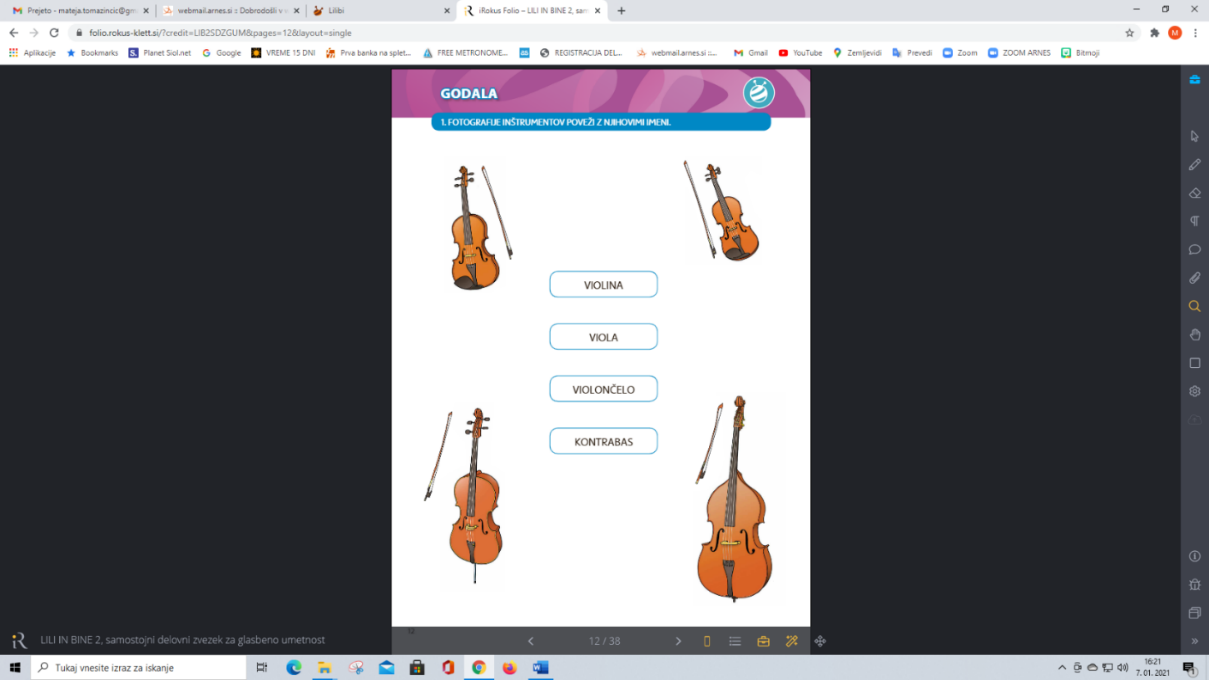 Prejeto - mateja.tomazincic@gm
webmail.arnes.si :: Dobrodošli v
Lilibi
iRokus Folio – LILI IN BINE 2, sam
folio.rokus-klett.si/?credit=LIB2SDZGUM&pages=12&layout=single
Aplikacije
Bookmarks
Planet Siol.net
Google
VREME 15 DNI
Prva banka na splet...
FREE METRONOME...
REGISTRACIJA DEL...
webmail.arnes.si ::...
Gmail
YouTube
Zemljevidi
Prevedi
Zoom
ZOOM ARNES
Bitmoji
GODALA
1. FOTOGRAFIJE INŠTRUMENTOV POVEŽI Z NJIHOVIMI IMENI.
VIOLINA
VIOLA
VIOLONČELO
KONTRABAS
LILI IN BINE 2, samostojni delovni zvezek za glasbeno umetnost
12 / 38
Tukaj vnesite izraz za iskanje
16:21
7. 01. 2021